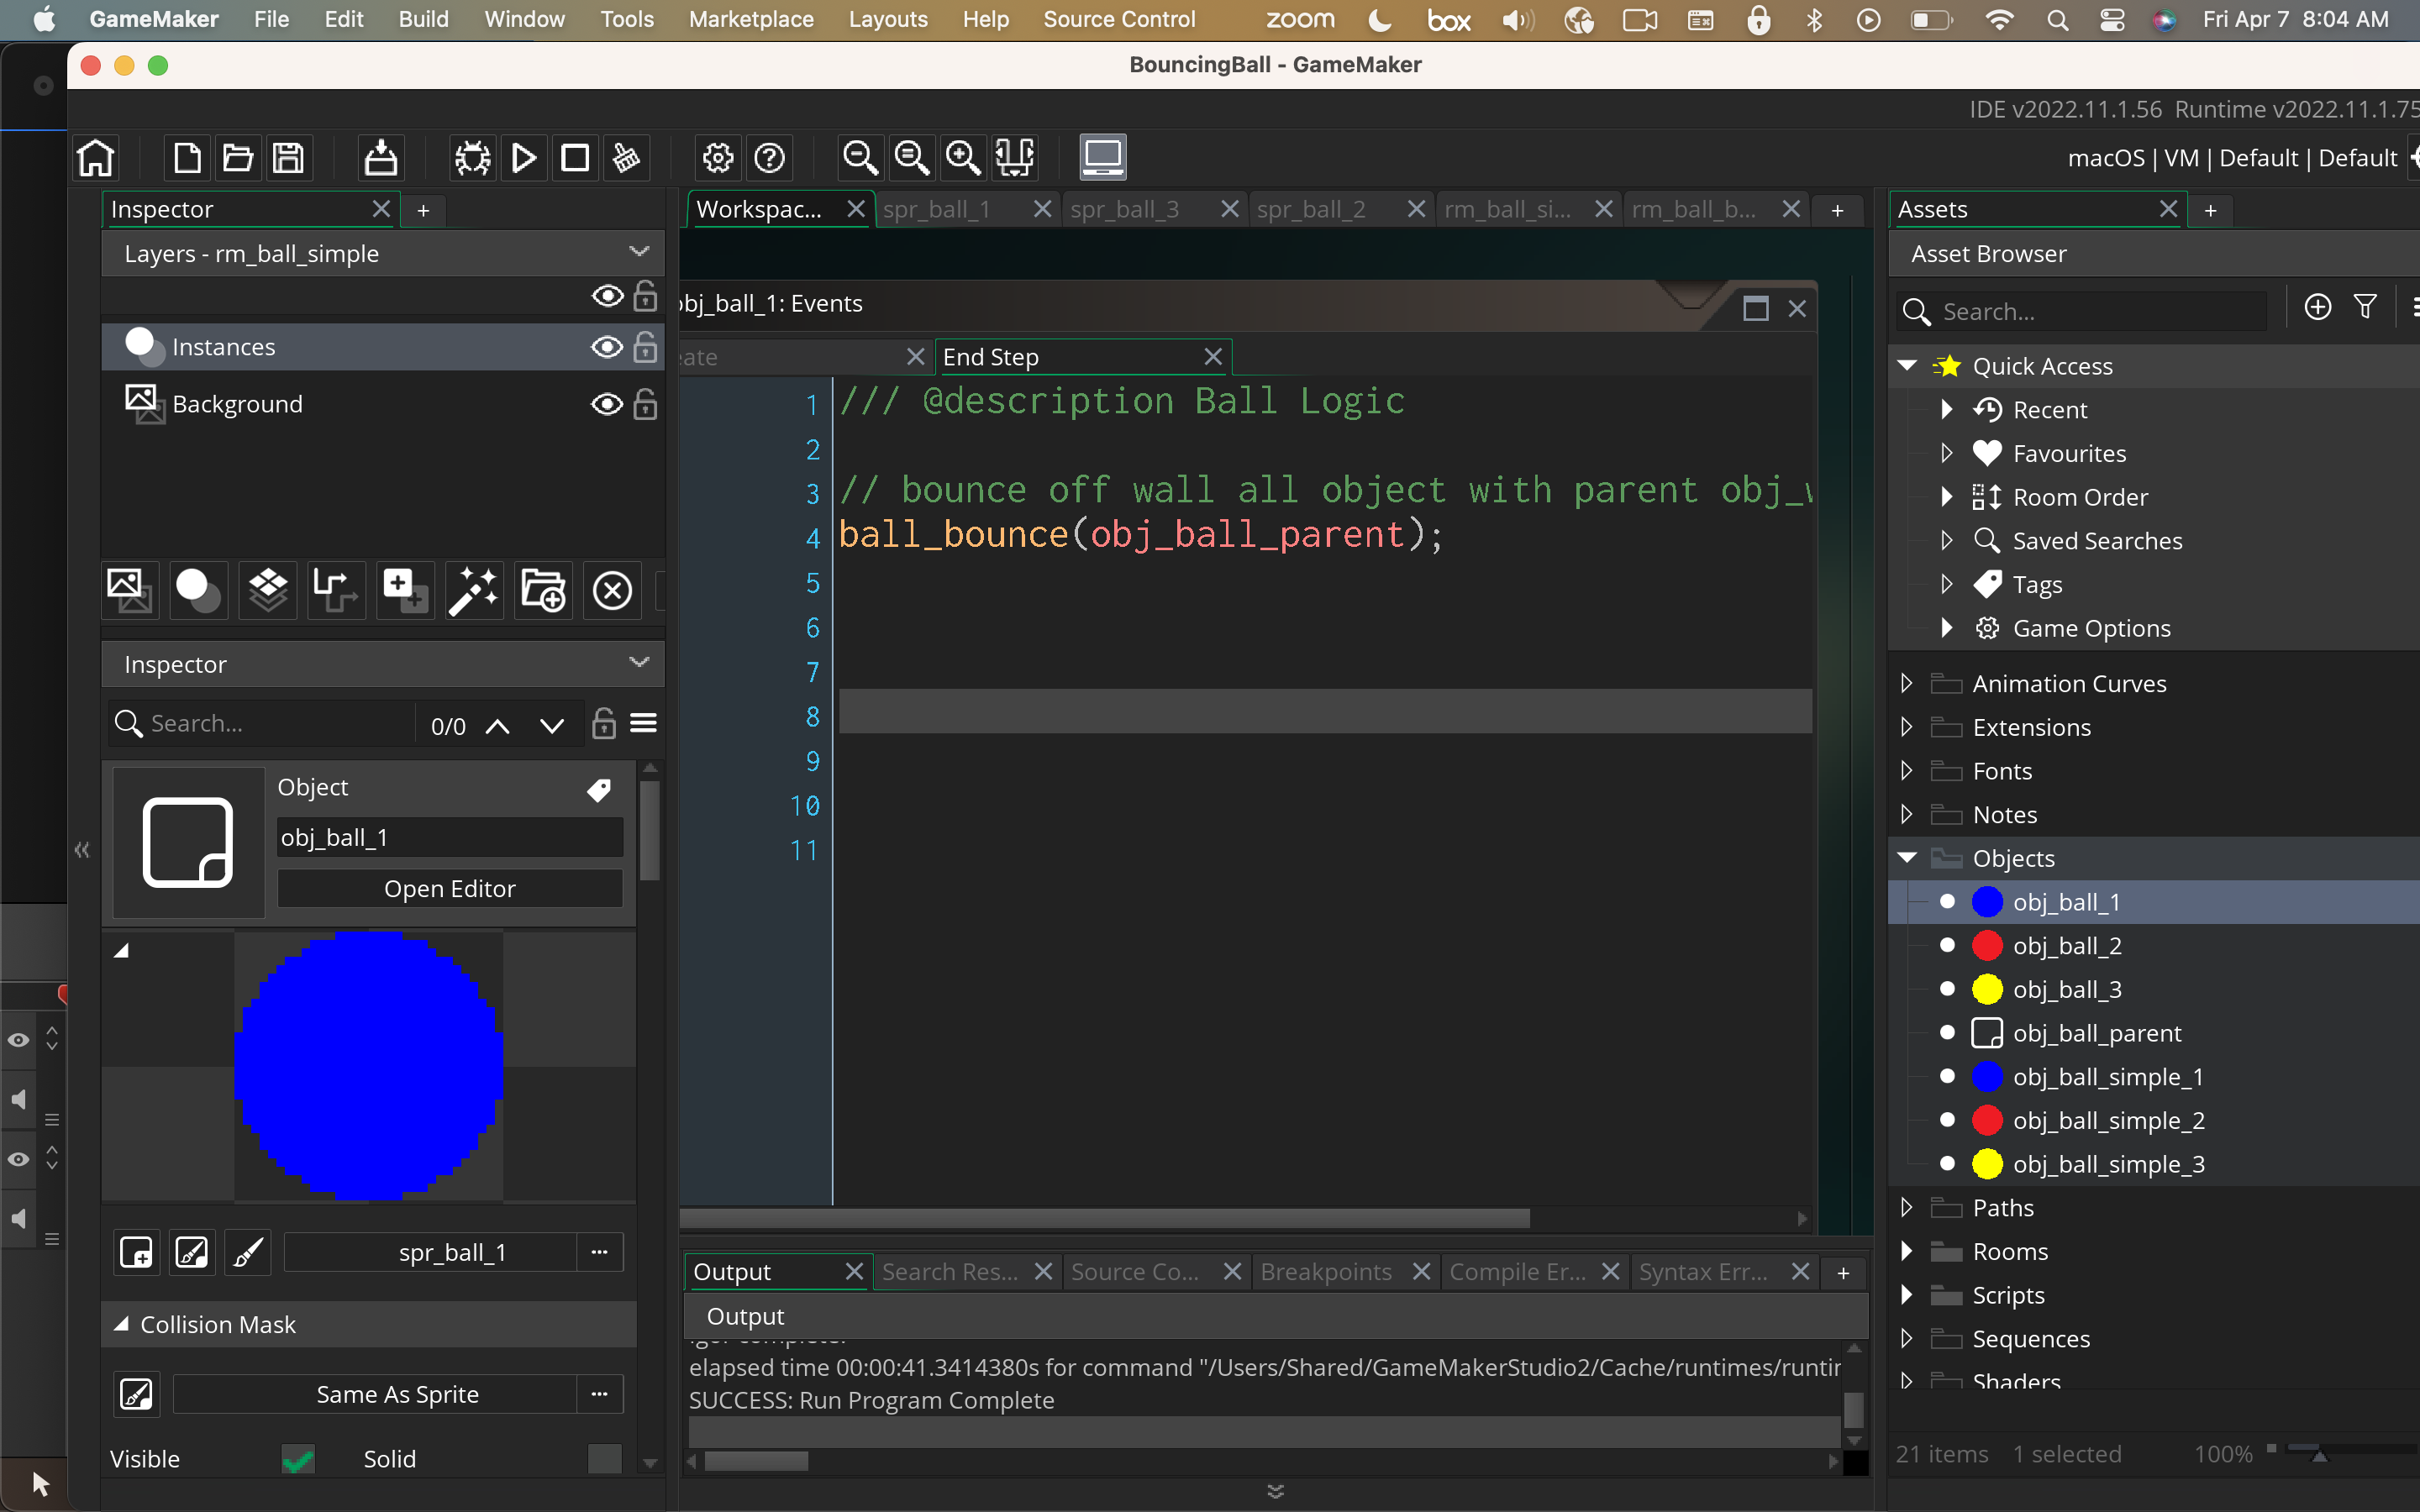 GameMaker File Edit Build Window Tools Marketplace Layouts Help Source Control zoom box Fri Apr 7 8:04 AM
BouncingBall - GameMaker
IDE v2022.11.1.56 Runtime v2022.11.1.75
macOS | VM | Default | Default
Inspector
+
Workspac...
spr_ball_1
spr_ball_3
spr_ball_2
rm_ball_si...
rm_ball_b...
+
Assets
+
Layers - rm_ball_simple
Instances
Background
Inspector
Search...
0/0
Object
obj_ball_1
Open Editor
spr_ball_1
...
Collision Mask
Same As Sprite
...
Visible
Solid
obj_ball_1: Events
eate
End Step
1 /// @description Ball Logic
2
3 // bounce off wall all object with parent obj_w
4 ball_bounce(obj_ball_parent);
5
6
7
8
9
10
11
Output
Search Res...
Source Co...
Breakpoints
Compile Er...
Syntax Err...
+
Output
Igor complete.
elapsed time 00:00:41.3414380s for command "/Users/Shared/GameMakerStudio2/Cache/runtimes/runtin
SUCCESS: Run Program Complete
Asset Browser
Search...
Quick Access
Recent
Favourites
Room Order
Saved Searches
Tags
Game Options
Animation Curves
Extensions
Fonts
Notes
Objects
obj_ball_1
obj_ball_2
obj_ball_3
obj_ball_parent
obj_ball_simple_1
obj_ball_simple_2
obj_ball_simple_3
Paths
Rooms
Scripts
Sequences
Shaders
21 items 1 selected 100%